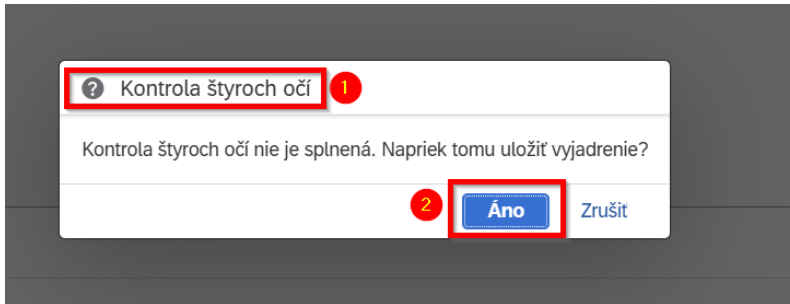 Kontrola štyroch očí 1
Kontrola štyroch očí nie je splnená. Napriek tomu uložiť vyjadrenie?
2 Áno Zrušiť